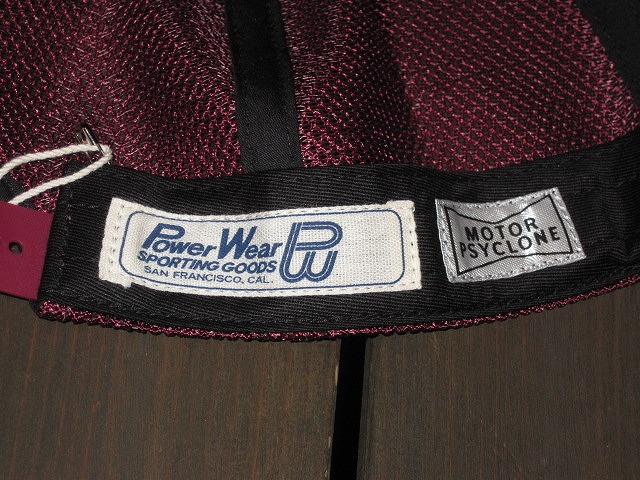 Power Wear
SPORTING GOODS
SAN FRANCISCO, CAL.
PW
MOTOR
PSYCLONE